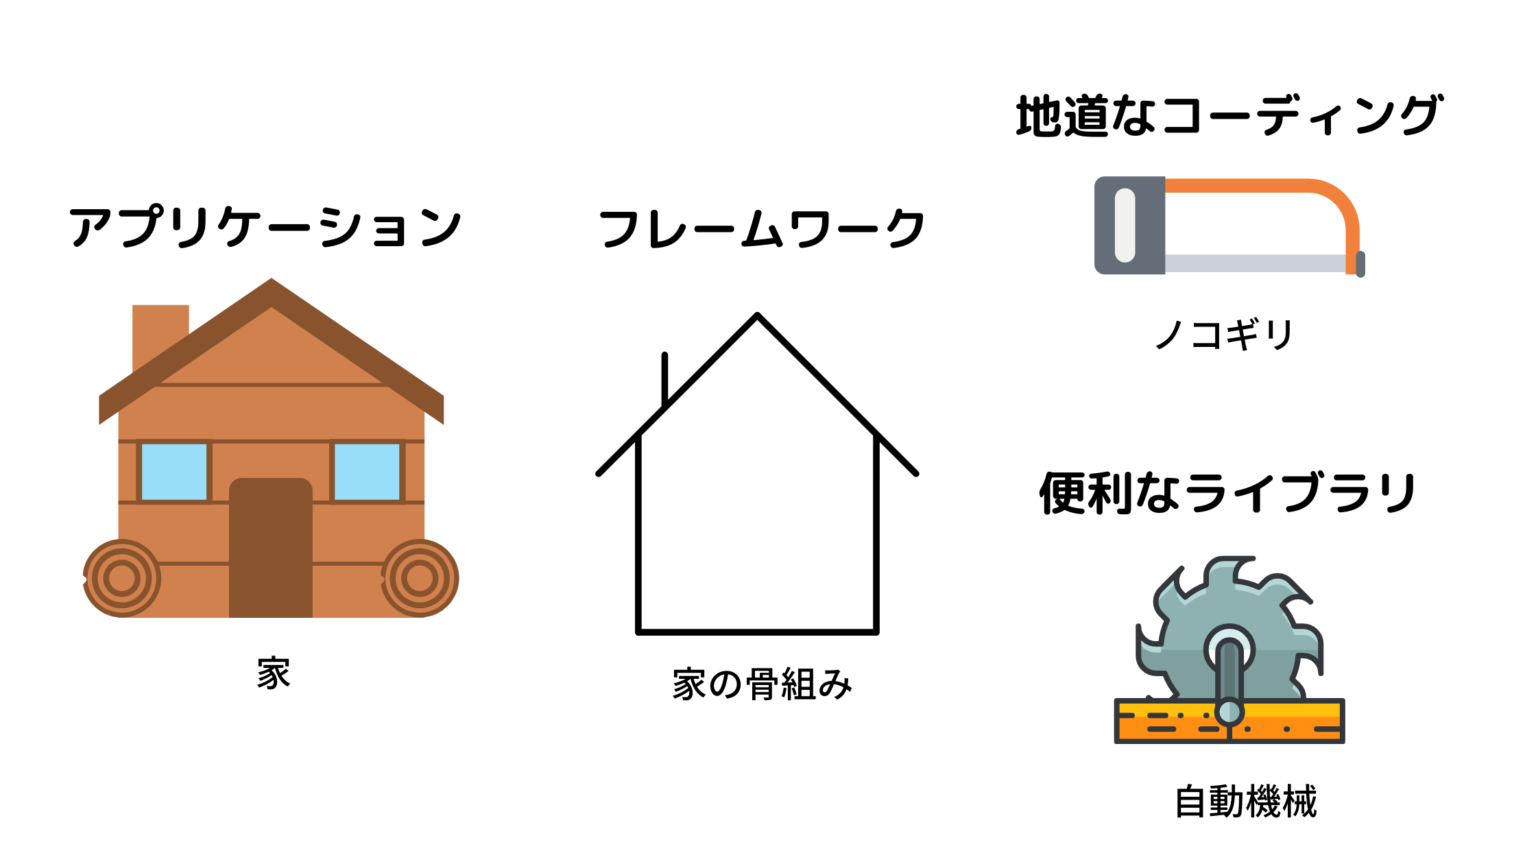 アプリケーション
家
フレームワーク
家の骨組み
地道なコーディング
ノコギリ
便利なライブラリ
自動機械